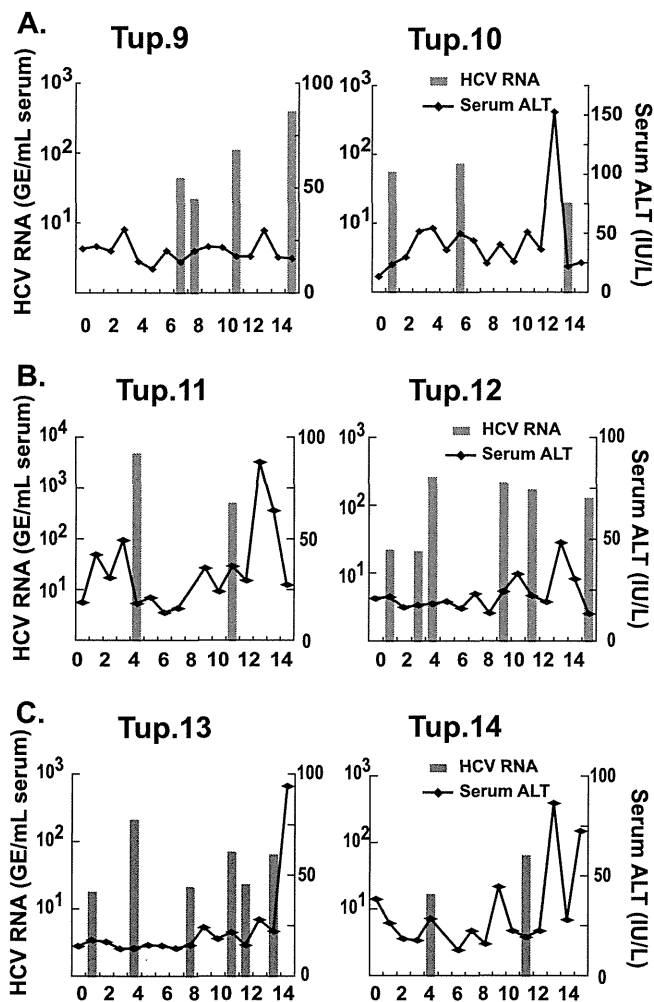 A.
Tup.9
Tup.10
HCV RNA (GE/mL serum)
10³
10²
10¹
100
50
0
HCV RNA
Serum ALT
10³
10²
10¹
150
100
50
0
Serum ALT (IU/L)
0 2 4 6 8 10 12 14
0 2 4 6 8 10 12 14
B.
Tup.11
Tup.12
HCV RNA (GE/mL serum)
10⁴
10³
10²
10¹
100
50
0
HCV RNA
Serum ALT
10³
10²
10¹
100
50
0
Serum ALT (IU/L)
0 2 4 6 8 10 12 14
0 2 4 6 8 10 12 14
C.
Tup.13
Tup.14
HCV RNA (GE/mL serum)
10³
10²
10¹
100
50
0
HCV RNA
Serum ALT
10³
10²
10¹
100
50
0
Serum ALT (IU/L)
0 2 4 6 8 10 12 14
0 2 4 6 8 10 12 14